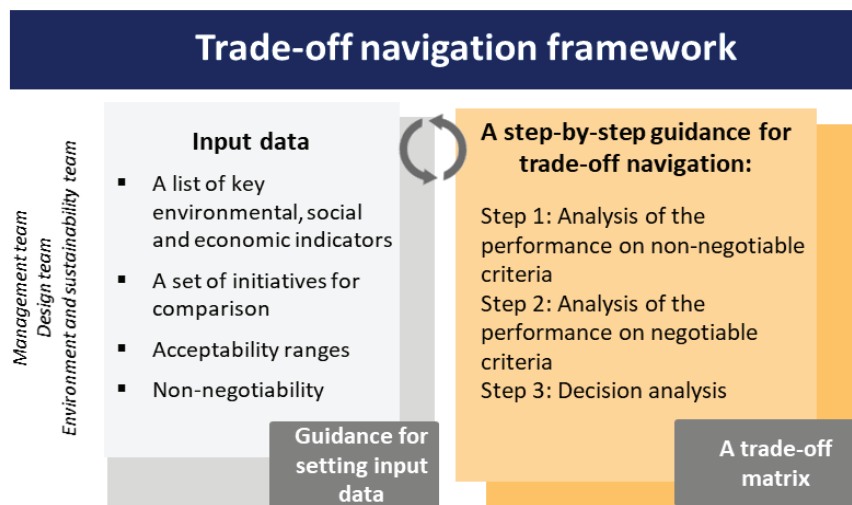 Trade-off navigation framework
Management team
Design team
Environment and sustainability team
Input data
▪ A list of key
environmental, social
and economic indicators
▪ A set of initiatives for
comparison
▪ Acceptability ranges
▪ Non-negotiability
Guidance for
setting input
data
A step-by-step guidance for
trade-off navigation:
Step 1: Analysis of the
performance on non-negotiable
criteria
Step 2: Analysis of the
performance on negotiable
criteria
Step 3: Decision analysis
A trade-off
matrix